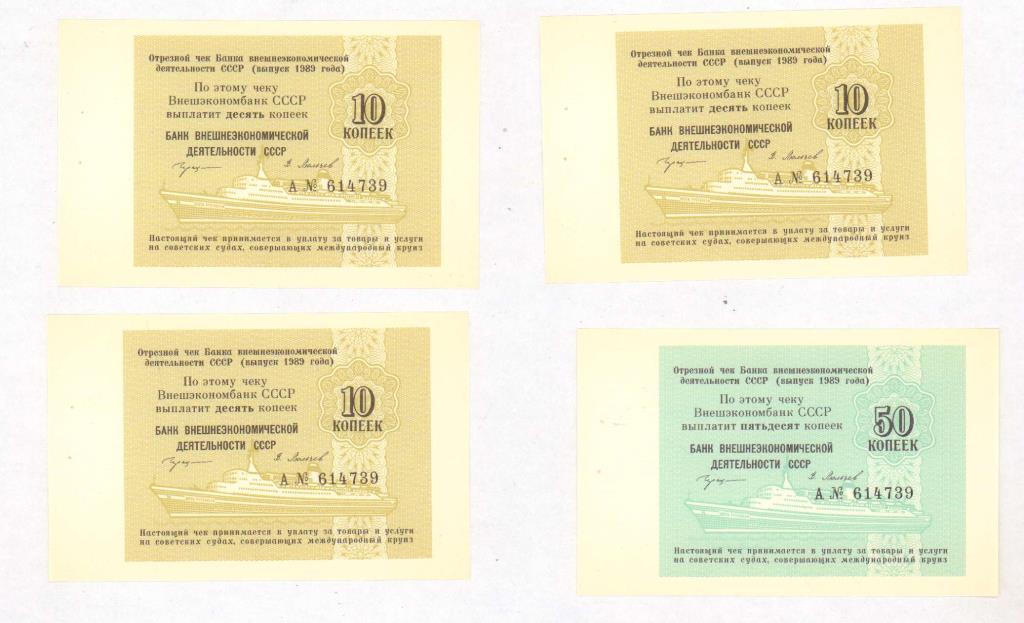 Отрезной чек Банка внешнеэкономической
деятельности СССР (выпуск 1989 года)
По этому чеку
Внешэкономбанк СССР
выплатит десять копеек
10
КОПЕЕК
БАНК ВНЕШНЕЭКОНОМИЧЕСКОЙ
ДЕЯТЕЛЬНОСТИ СССР
А № 614739
Настоящий чек принимается в уплату за товары и услуги
на советских судах, совершающих международный круиз
Отрезной чек Банка внешнеэкономической
деятельности СССР (выпуск 1989 года)
По этому чеку
Внешэкономбанк СССР
выплатит десять копеек
10
КОПЕЕК
БАНК ВНЕШНЕЭКОНОМИЧЕСКОЙ
ДЕЯТЕЛЬНОСТИ СССР
А № 614739
Настоящий чек принимается в уплату за товары и услуги
на советских судах, совершающих международный круиз
Отрезной чек Банка внешнеэкономической
деятельности СССР (выпуск 1989 года)
По этому чеку
Внешэкономбанк СССР
выплатит десять копеек
10
КОПЕЕК
БАНК ВНЕШНЕЭКОНОМИЧЕСКОЙ
ДЕЯТЕЛЬНОСТИ СССР
А № 614739
Настоящий чек принимается в уплату за товары и услуги
на советских судах, совершающих международный круиз
Отрезной чек Банка внешнеэкономической
деятельности СССР (выпуск 1989 года)
По этому чеку
Внешэкономбанк СССР
выплатит пятьдесят копеек
50
КОПЕЕК
БАНК ВНЕШНЕЭКОНОМИЧЕСКОЙ
ДЕЯТЕЛЬНОСТИ СССР
А № 614739
Настоящий чек принимается в уплату за товары и услуги
на советских судах, совершающих международный круиз